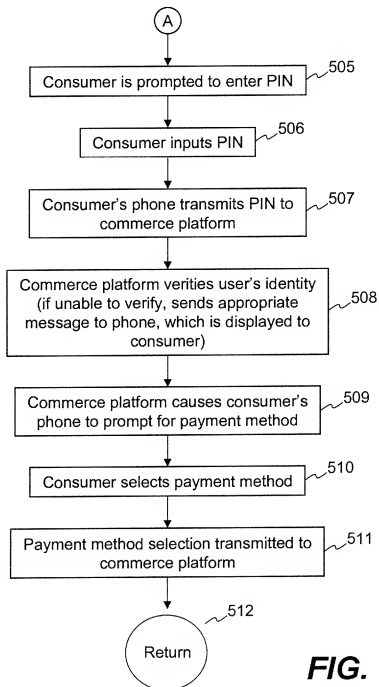 A
Consumer is prompted to enter PIN
505
Consumer inputs PIN
506
Consumer's phone transmits PIN to
commerce platform
507
Commerce platform verities user's identity
(if unable to verify, sends appropriate
message to phone, which is displayed to
consumer)
508
Commerce platform causes consumer's
phone to prompt for payment method
509
Consumer selects payment method
510
Payment method selection transmitted to
commerce platform
511
512
Return
FIG.